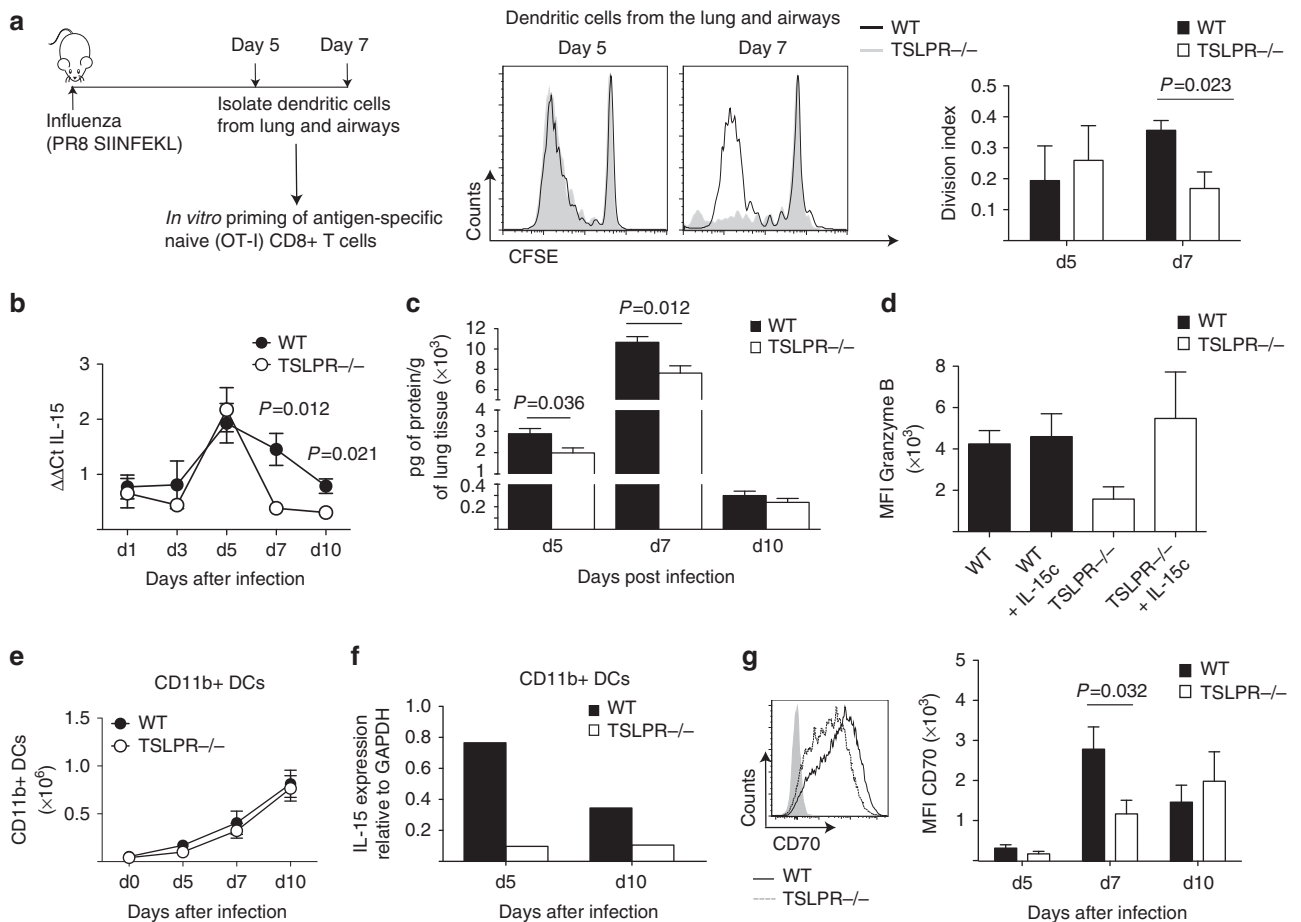 a
Influenza
(PR8 SIINFEKL)
Day 5
Day 7
Isolate dendritic cells
from lung and airways
In vitro priming of antigen-specific
naive (OT-I) CD8+ T cells
Dendritic cells from the lung and airways
Day 5
Day 7
WT
TSLPR−/−
Counts
CFSE
WT
TSLPR−/−
P=0.023
Division index
0.5
0.4
0.3
0.2
0.1
d5
d7
b
WT
TSLPR−/−
P=0.012
P=0.021
ΔΔCt IL-15
3
2
1
d1
d3
d5
d7
d10
Days after infection
c
P=0.012
P=0.036
WT
TSLPR−/−
pg of protein/g
of lung tissue (×10³)
12
10
8
6
4
3
2
1
0.4
0.2
d5
d7
d10
Days post infection
d
WT
TSLPR−/−
MFI Granzyme B
(×10³)
8
6
4
2
WT
WT
+ IL-15c
TSLPR−/−
TSLPR−/−
+ IL-15c
e
CD11b+ DCs
WT
TSLPR−/−
CD11b+ DCs
(×10⁶)
1.5
1.0
0.5
d0
d5
d7
d10
Days after infection
f
CD11b+ DCs
WT
TSLPR−/−
IL-15 expression
relative to GAPDH
1.0
0.8
0.6
0.4
0.2
0
d5
d10
Days after infection
g
Counts
CD70
WT
TSLPR−/−
WT
TSLPR−/−
P=0.032
MFI CD70 (×10³)
5
4
3
2
1
d5
d7
d10
Days after infection